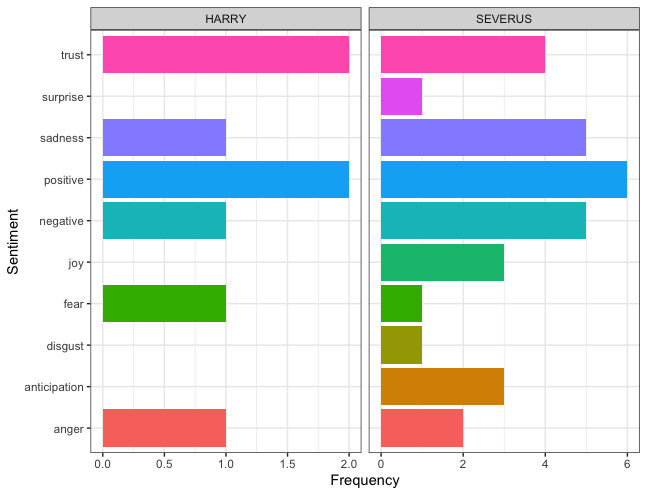 HARRY
SEVERUS
Sentiment
trust
surprise
sadness
positive
negative
joy
fear
disgust
anticipation
anger
0.0 0.5 1.0 1.5 2.0
0 2 4 6
Frequency